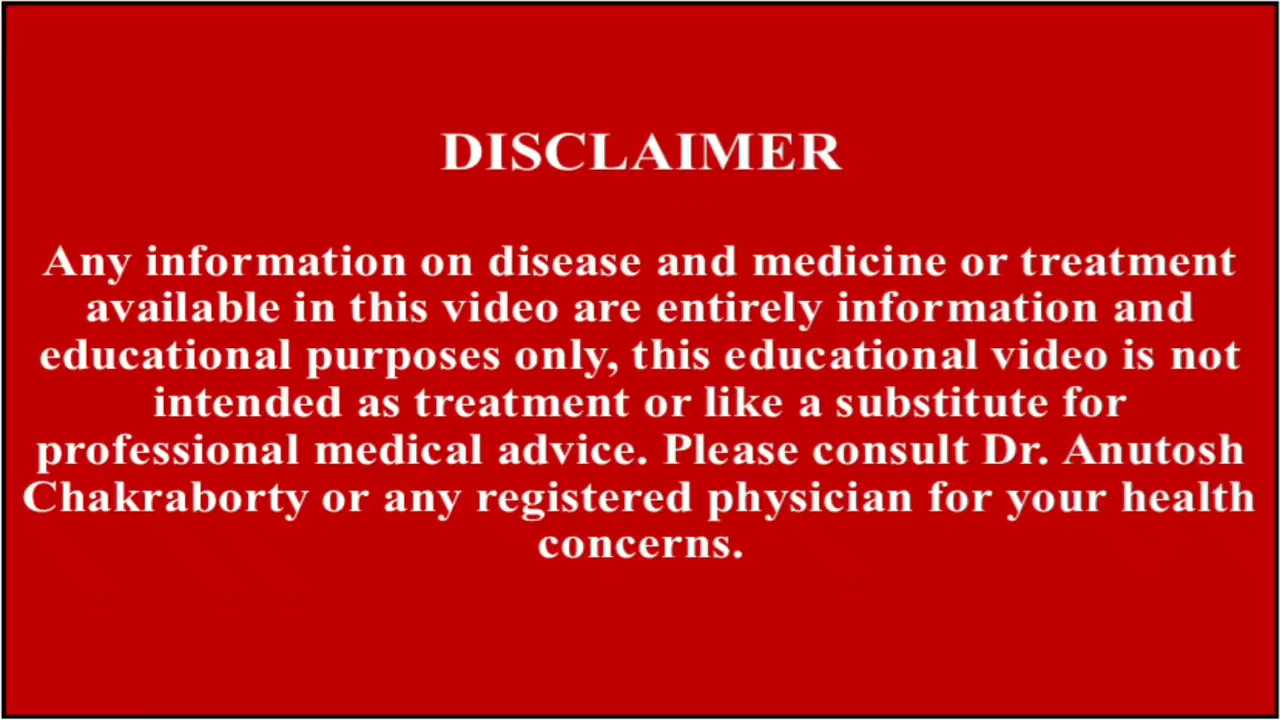 DISCLAIMER
Any information on disease and medicine or treatment
available in this video are entirely information and
educational purposes only, this educational video is not
intended as treatment or like a substitute for
professional medical advice. Please consult Dr. Anutosh
Chakraborty or any registered physician for your health
concerns.